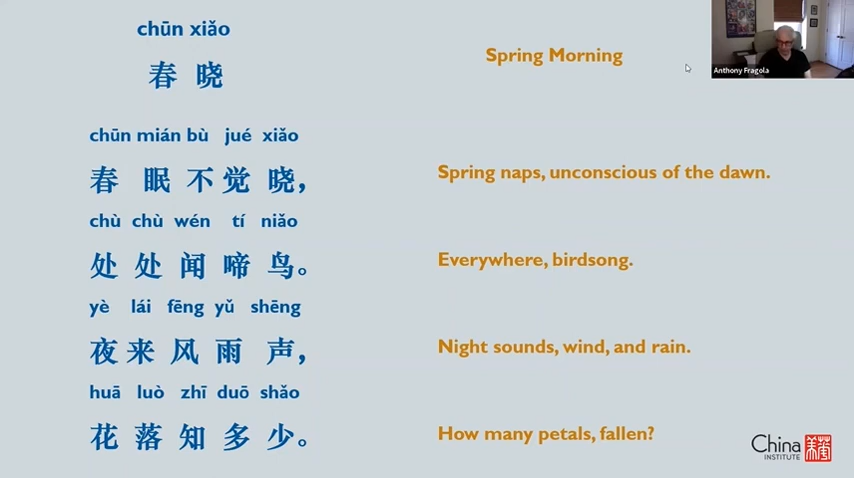 chūn xiǎo
春 晓
Spring Morning
Anthony Fragola
chūn mián bù jué xiǎo
春 眠 不 觉 晓，
Spring naps, unconscious of the dawn.
chù chù wén tí niǎo
处 处 闻 啼 鸟。
Everywhere, birdsong.
yè lái fēng yǔ shēng
夜 来 风 雨 声，
Night sounds, wind, and rain.
huā luò zhī duō shǎo
花 落 知 多 少。
How many petals, fallen?
China
INSTITUTE